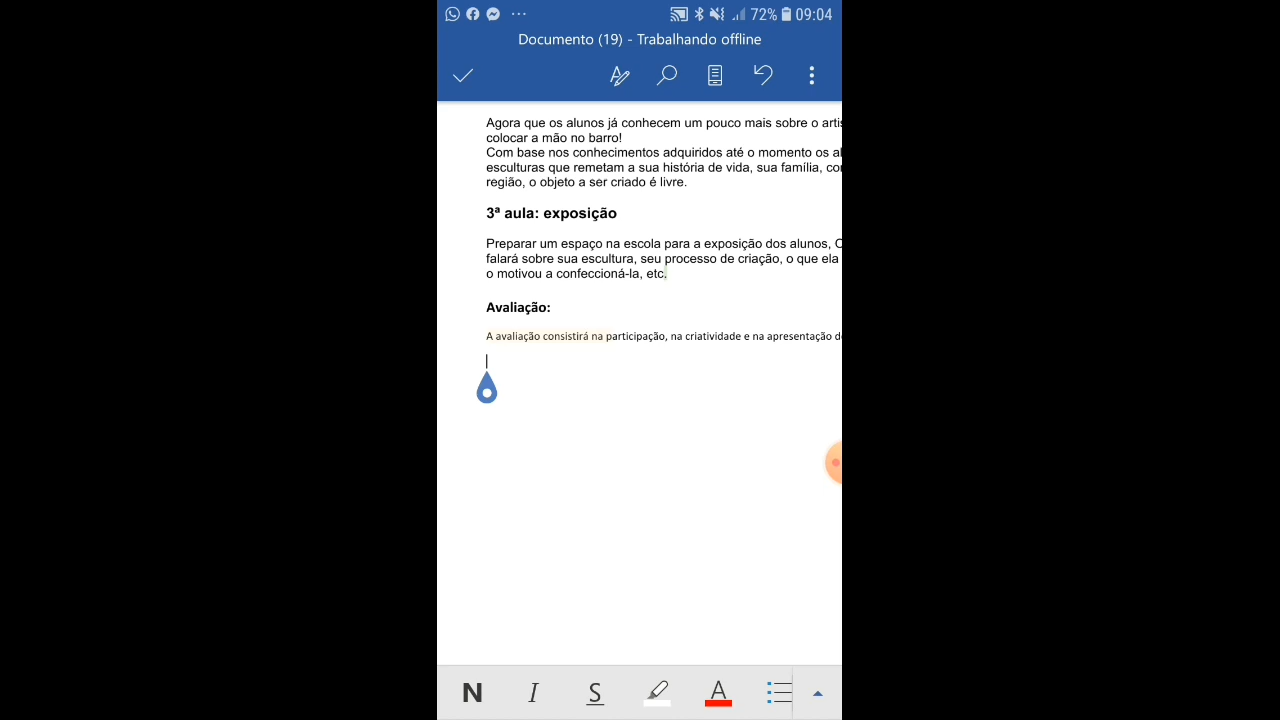 72% 09:04
Documento (19) - Trabalhando offline
Agora que os alunos já conhecem um pouco mais sobre o
colocar a mão no barro!
Com base nos conhecimentos adquiridos até o momento os
esculturas que remetam a sua história de vida, sua família,
região, o objeto a ser criado é livre.
3ª aula: exposição
Preparar um espaço na escola para a exposição dos alunos,
falará sobre sua escultura, seu processo de criação, o que ela
o motivou a confeccioná-la, etc.
Avaliação:
A avaliação consistirá na participação, na criatividade e na apresentação
N I S A